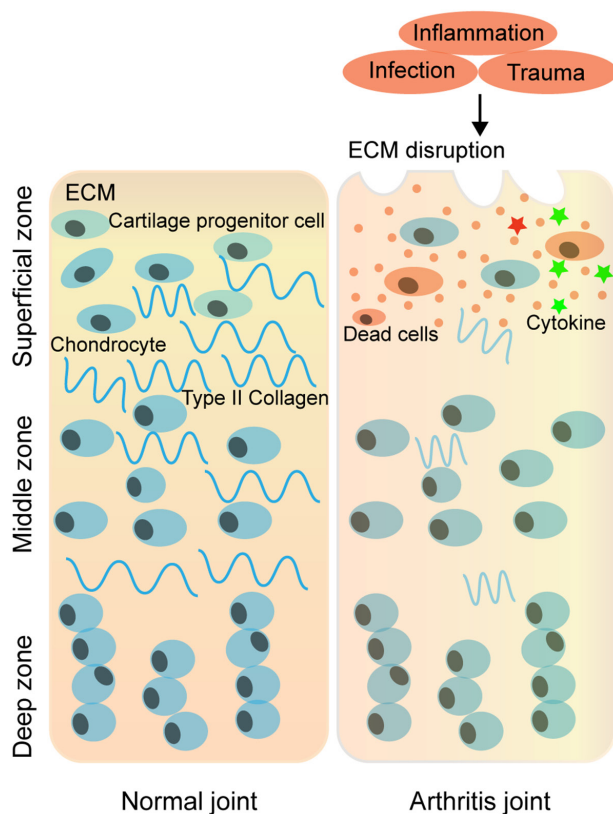 Inflammation
Infection
Trauma
ECM disruption
Superficial zone
Middle zone
Deep zone
ECM
Cartilage progenitor cell
Chondrocyte
Type II Collagen
Dead cells
Cytokine
Normal joint
Arthritis joint